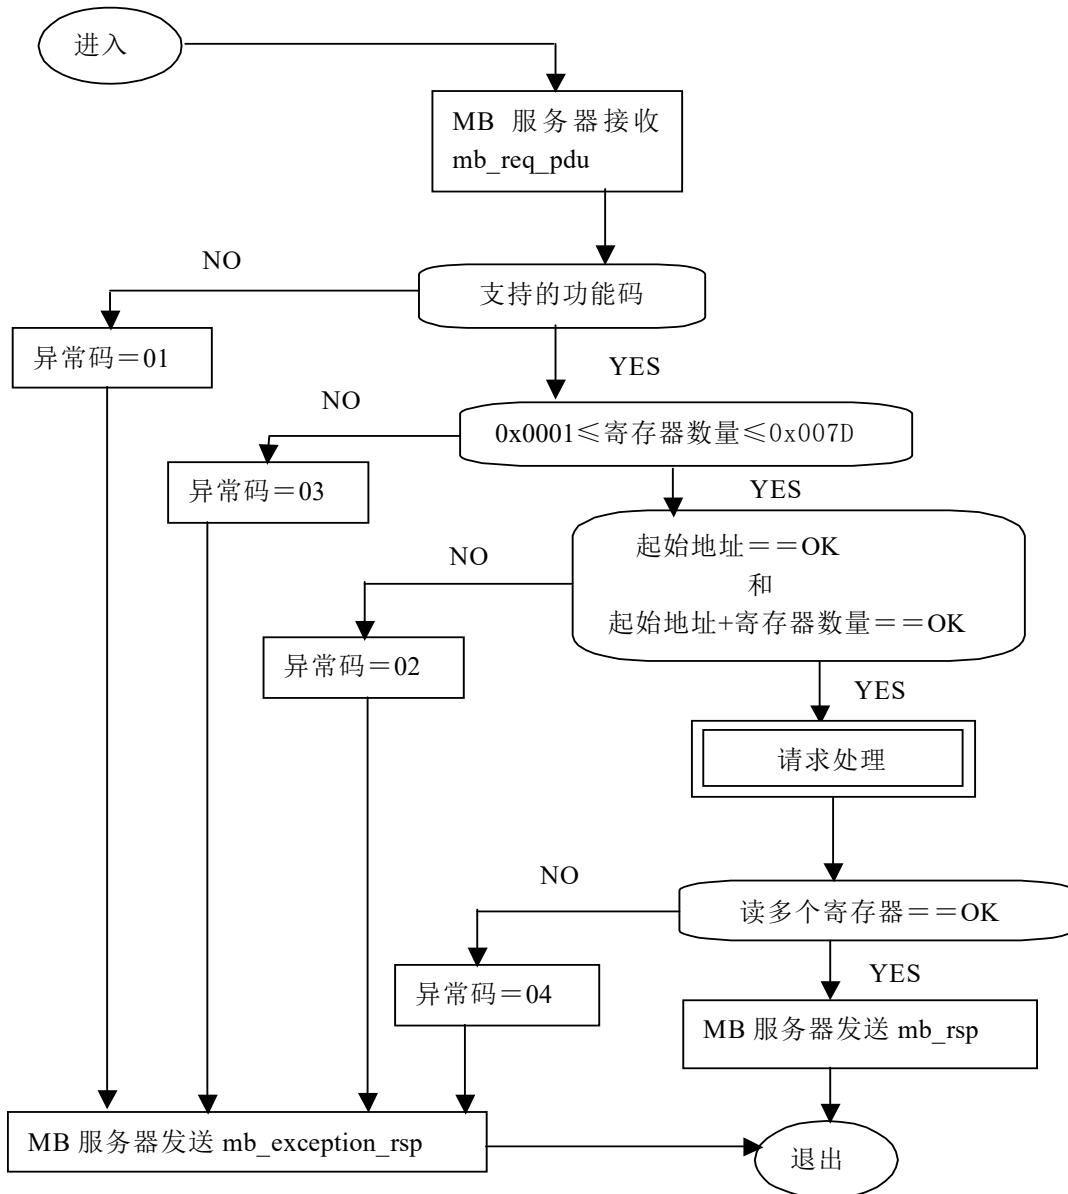 进入
MB 服务器接收
mb_req_pdu
NO
支持的功能码
异常码＝01
YES
NO
0x0001≤寄存器数量≤0x007D
异常码＝03
YES
起始地址＝＝OK
NO
和
起始地址+寄存器数量＝＝OK
异常码＝02
YES
请求处理
NO
读多个寄存器＝＝OK
YES
异常码＝04
MB 服务器发送 mb_rsp
MB 服务器发送 mb_exception_rsp
退出